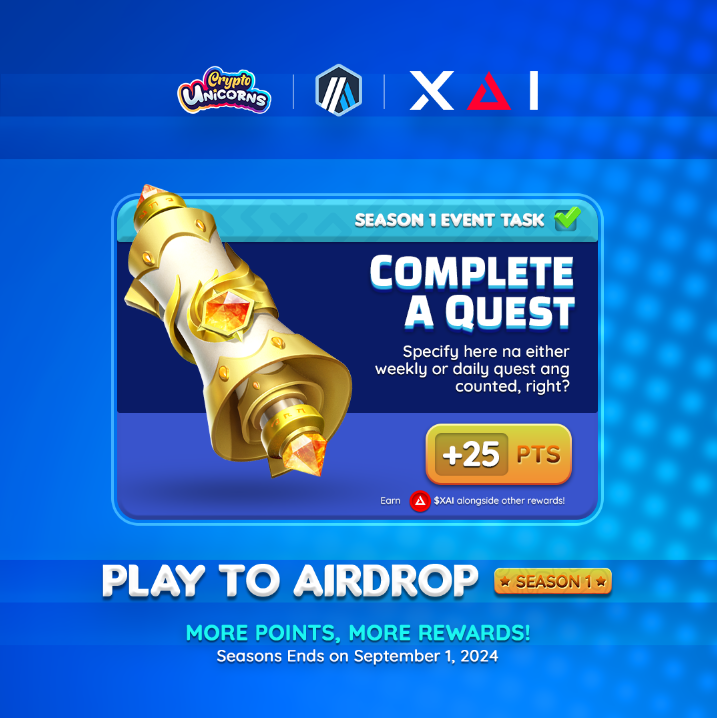 Crypto
UNICORNS
XAI
SEASON 1 EVENT TASK
COMPLETE
A QUEST
Specify here na either
weekly or daily quest ang
counted, right?
+25 PTS
Earn $XAI alongside other rewards!
PLAY TO AIRDROP SEASON 1
MORE POINTS, MORE REWARDS!
Seasons Ends on September 1, 2024